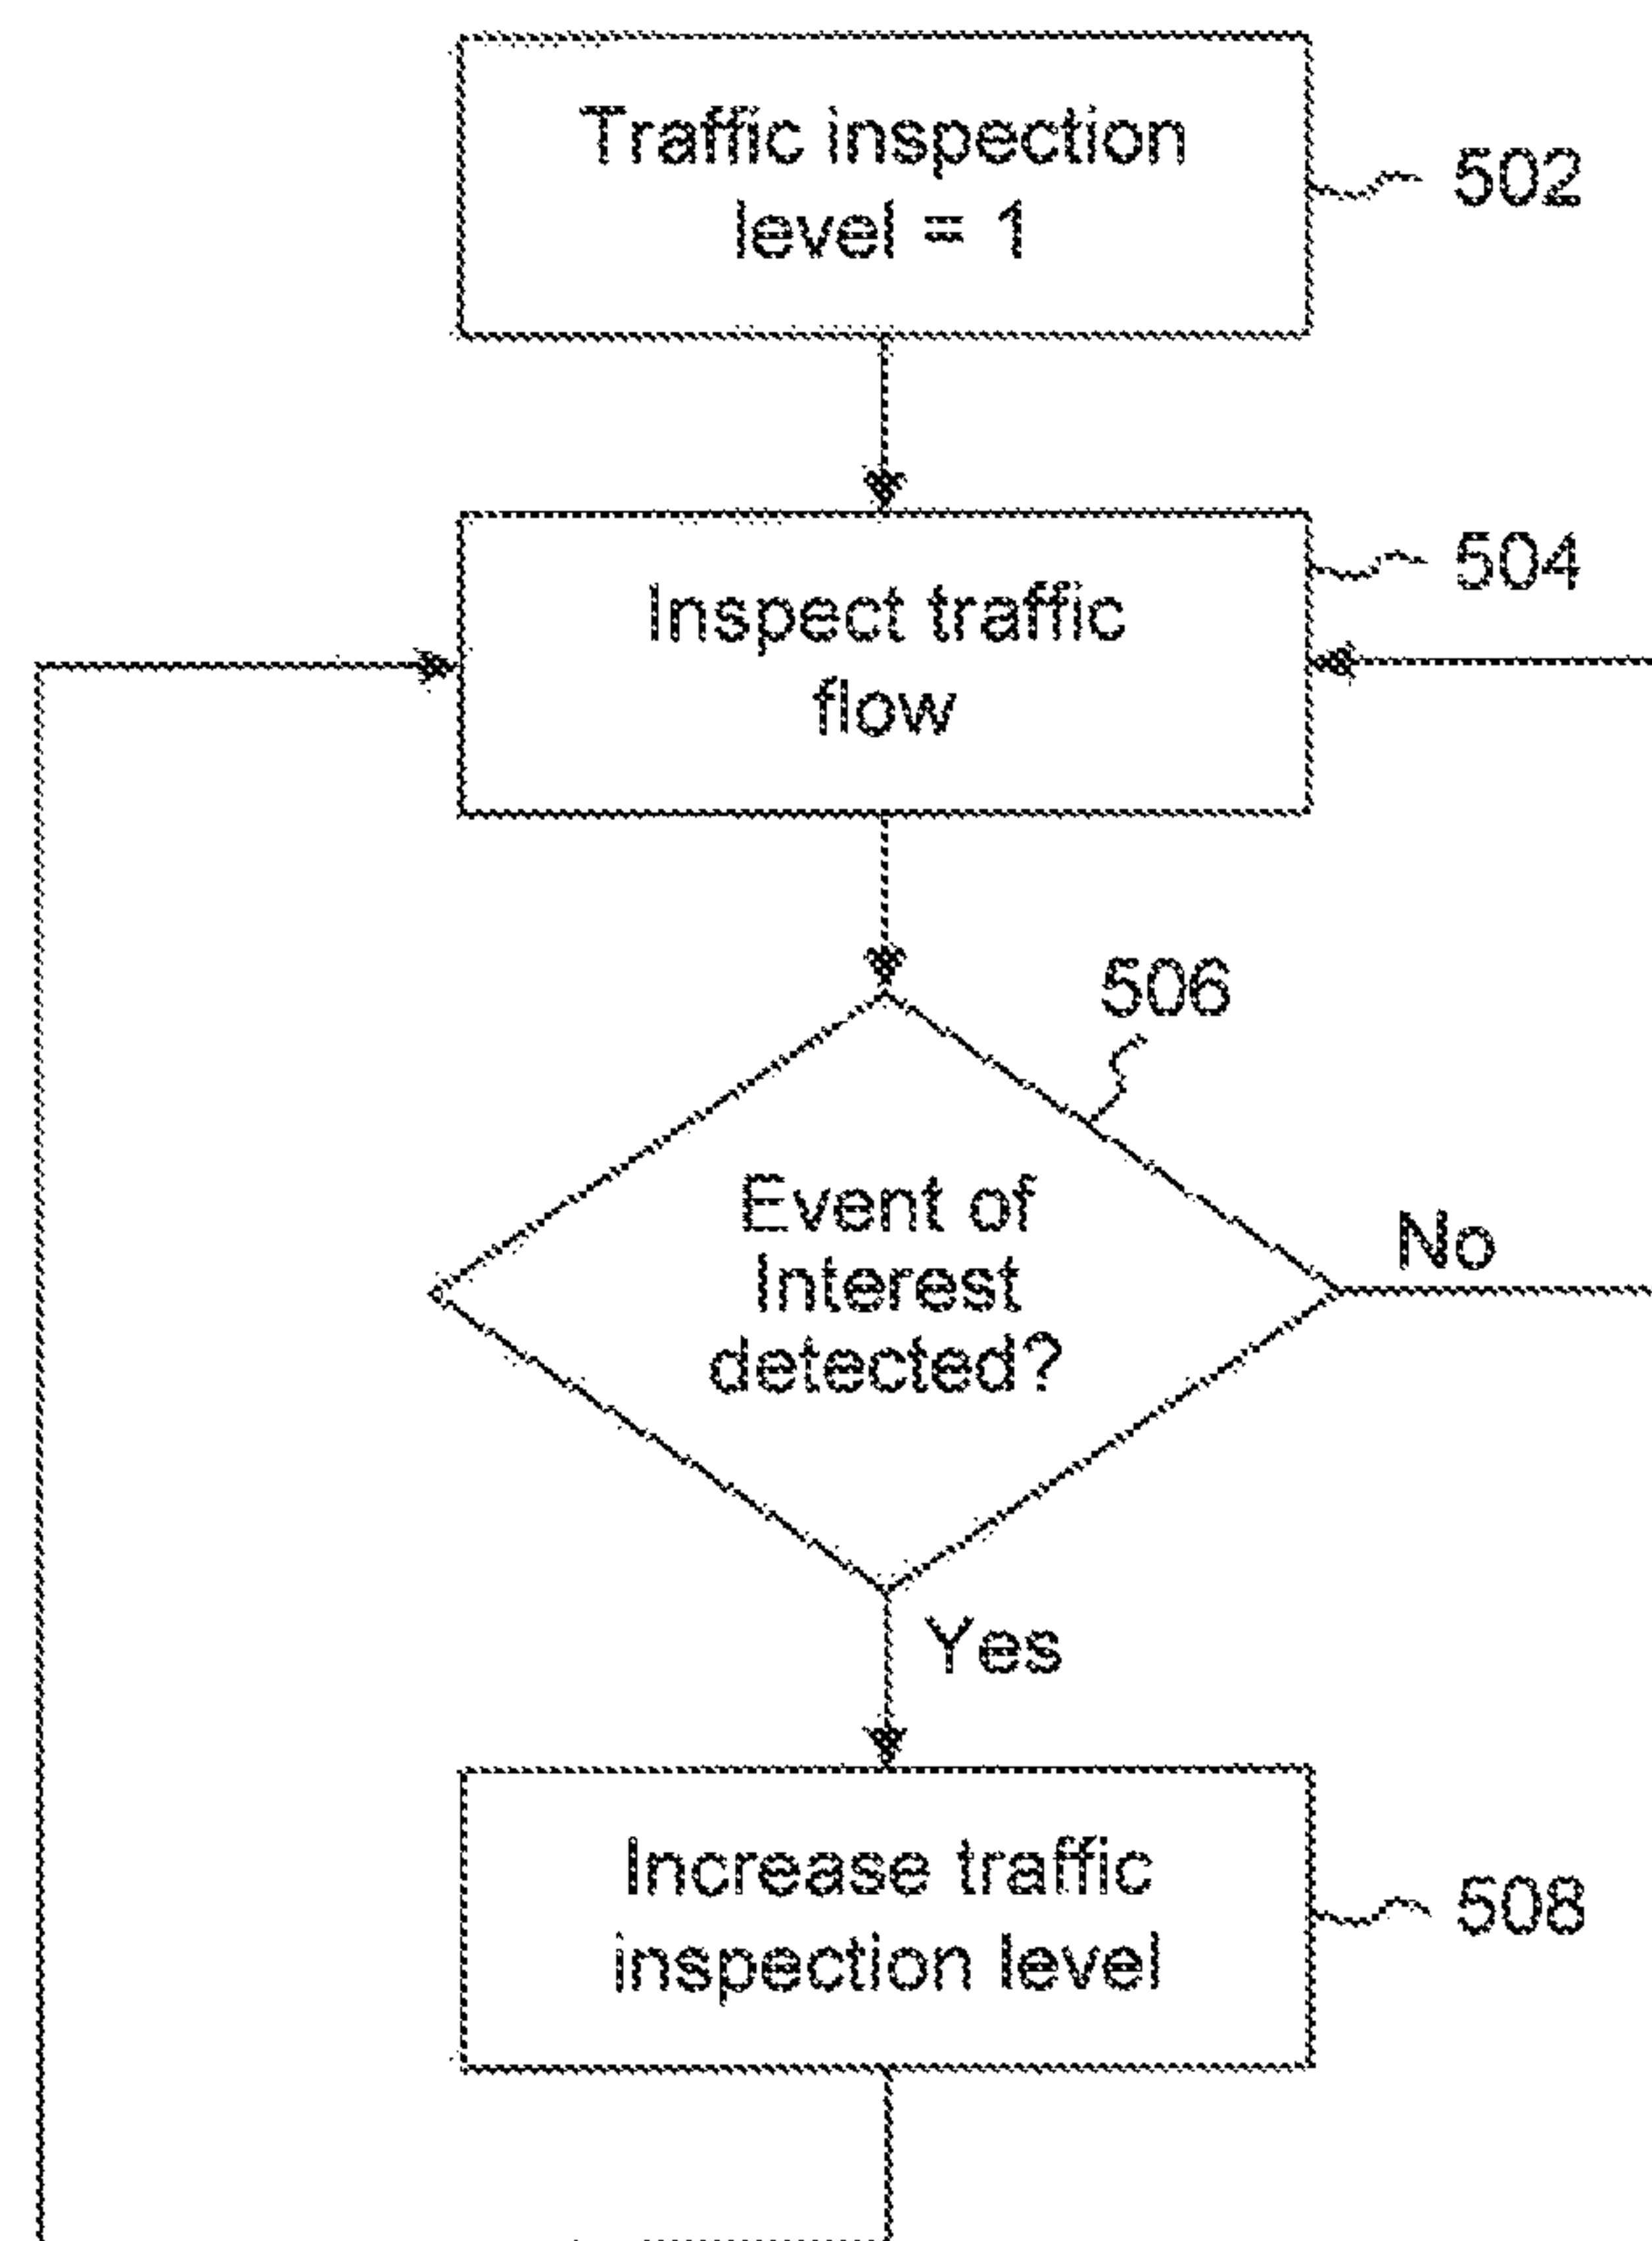 Traffic inspection
level = 1
502
504
Inspect traffic
flow
506
Event of
Interest
detected?
No
Yes
Increase traffic
inspection level
508